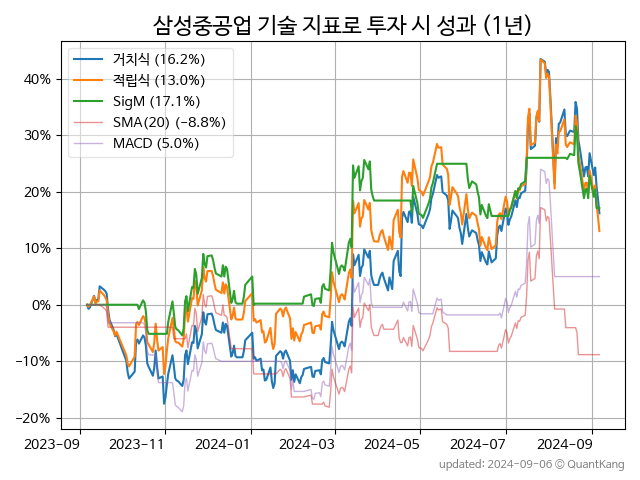 삼성중공업 기술 지표로 투자 시 성과 (1년)
거치식 (16.2%)
적립식 (13.0%)
SigM (17.1%)
SMA(20) (−8.8%)
MACD (5.0%)
40%
30%
20%
10%
0%
−10%
−20%
2023-09
2023-11
2024-01
2024-03
2024-05
2024-07
2024-09
updated: 2024-09-06 © QuantKang